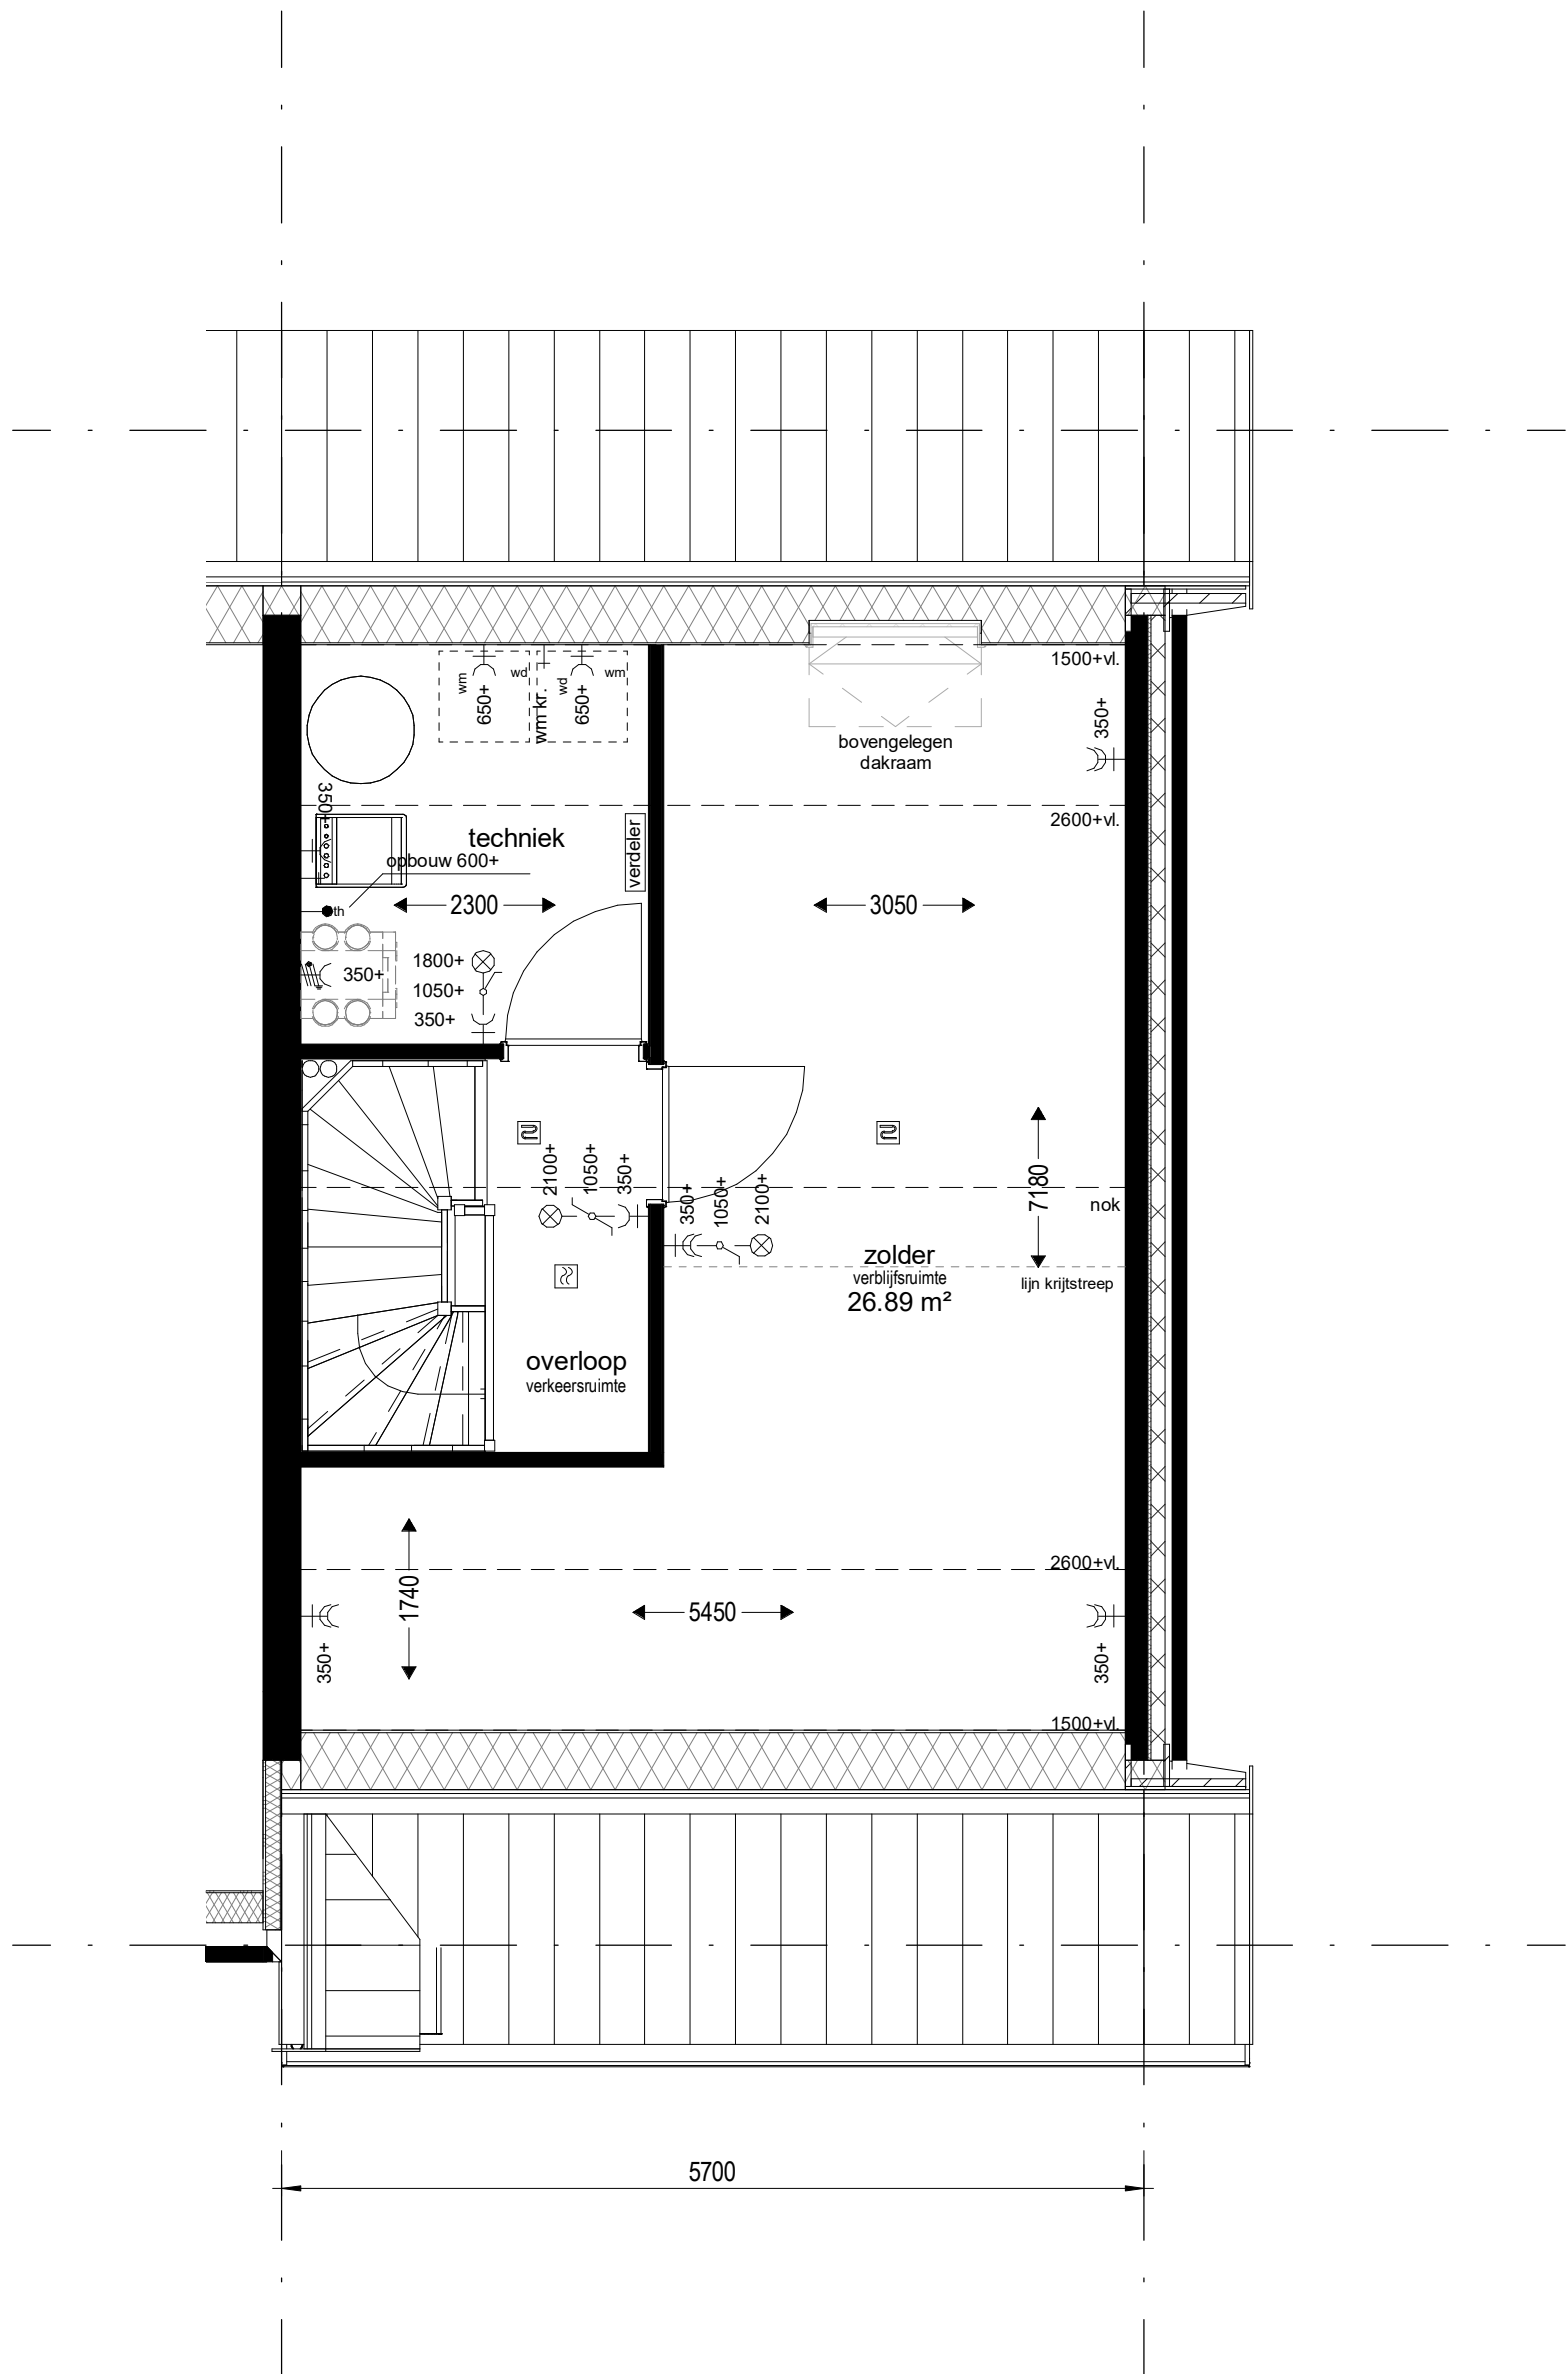 1500+vl.
wm
650+
wd
wm kr.
wd
650+
wm
350+
bovengelegen
dakraam
350+
2600+vl.
techniek
verdeler
opbouw 600+
2300
3050
th
350+
1800+
1050+
350+
2100+
1050+
350+
7180
350+
1050+
2100+
nok
zolder
verblijfsruimte
26.89 m²
lijn krijtstreep
overloop
verkeersruimte
2600+vl.
1740
5450
350+
350+
1500+vl.
5700